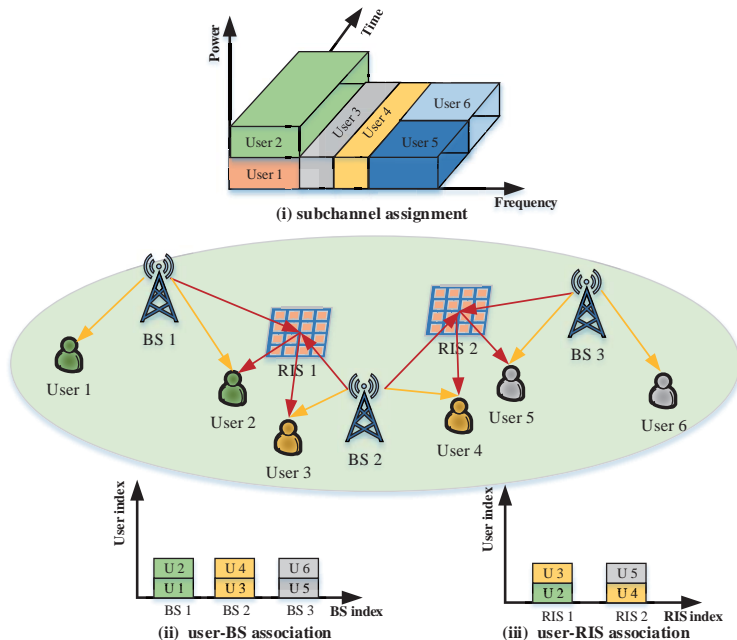 Power
Time
User 2
User 3
User 4
User 6
User 5
User 1
Frequency
(i) subchannel assignment
BS 1
RIS 1
RIS 2
BS 3
User 1
User 2
User 5
User 6
User 3
BS 2
User 4
User index
U 2
U 1
U 4
U 3
U 6
U 5
BS 1
BS 2
BS 3
BS index
(ii) user-BS association
User index
U 3
U 2
U 5
U 4
RIS 1
RIS 2
RIS index
(iii) user-RIS association